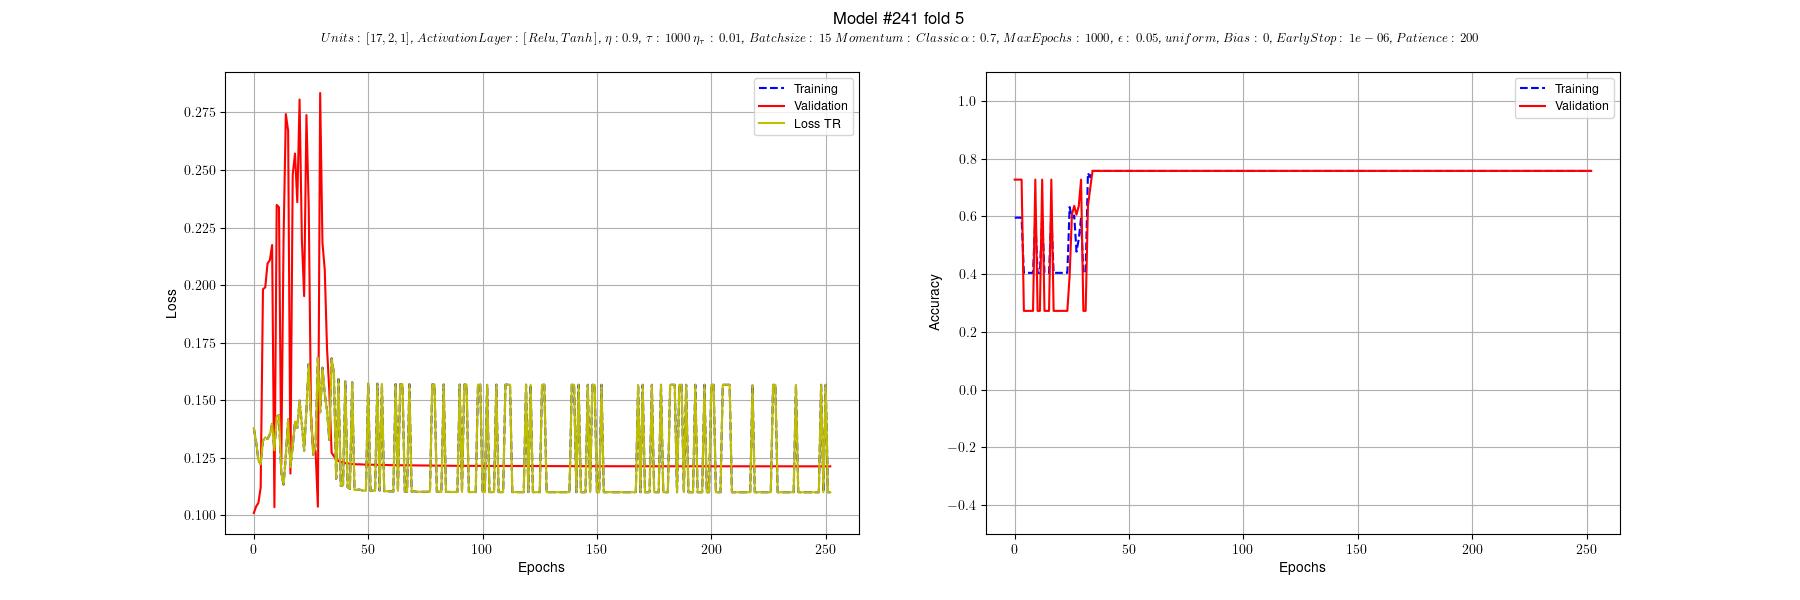 Model #241 fold 5
Units : [17, 2, 1], ActivationLayer : [Relu, Tanh], η : 0.9, τ : 1000 η_τ : 0.01, Batchsize : 15 Momentum : Classic α : 0.7, MaxEpochs : 1000, ϵ : 0.05, uniform, Bias : 0, EarlyStop : 1e − 06, Patience : 200
Training
Validation
Loss TR
0.275
0.250
0.225
0.200
0.175
0.150
0.125
0.100
Loss
0 50 100 150 200 250
Epochs
Training
Validation
1.0
0.8
0.6
0.4
0.2
0.0
−0.2
−0.4
Accuracy
0 50 100 150 200 250
Epochs